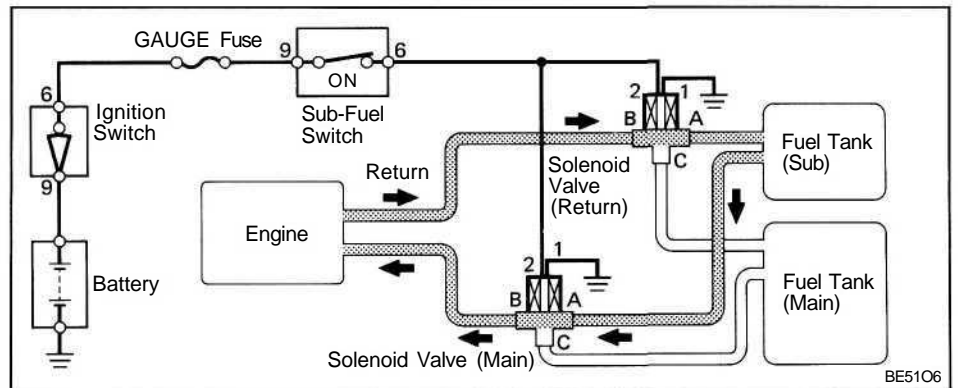 GAUGE Fuse
9
6
ON
Sub-Fuel
Switch
6
Ignition
Switch
9
Battery
Engine
Return
2
1
B
A
C
Solenoid
Valve
(Return)
Fuel Tank
(Sub)
2
1
B
A
C
Solenoid Valve (Main)
Fuel Tank
(Main)
BE51O6